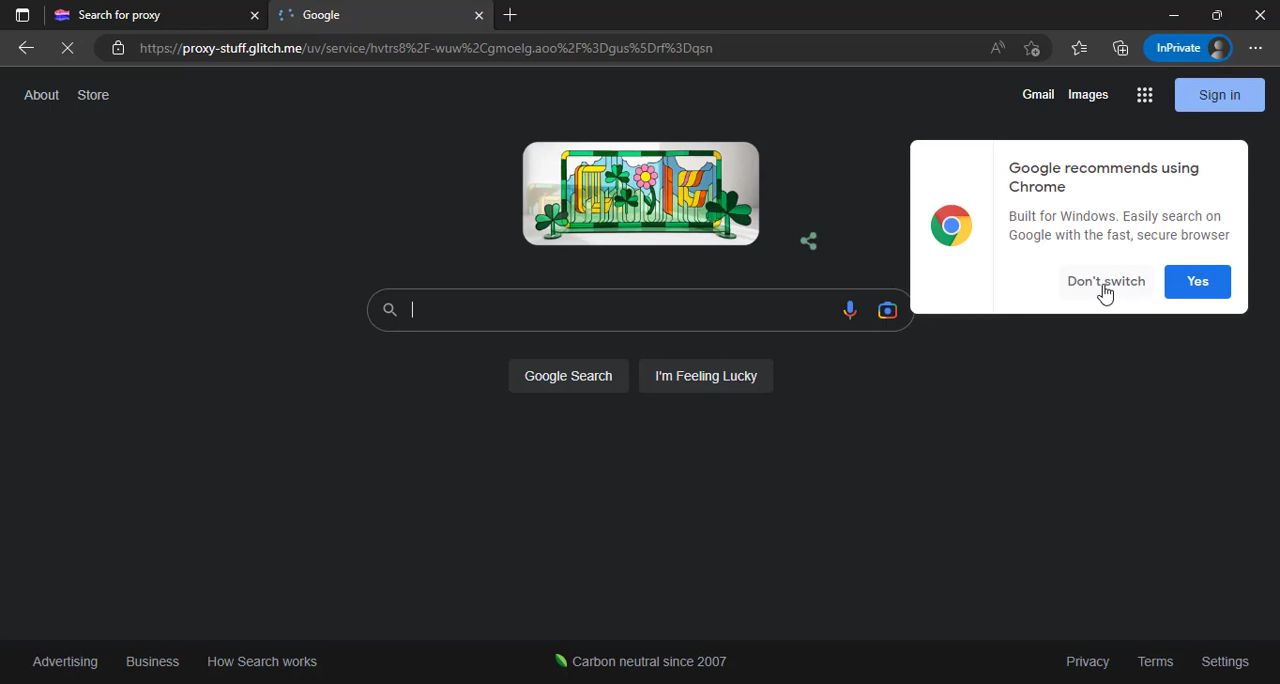 Search for proxy
Google
https://proxy-stuff.glitch.me/uv/service/hvtrs8%2F-wuw%2Cgmoelg.aoo%2F%3Dgus%5Drf%3Dqsn
InPrivate
About Store
Gmail Images
Sign in
Google recommends using
Chrome
Built for Windows. Easily search on
Google with the fast, secure browser
Don't switch
Yes
Google Search
I'm Feeling Lucky
Advertising Business How Search works
Carbon neutral since 2007
Privacy Terms Settings